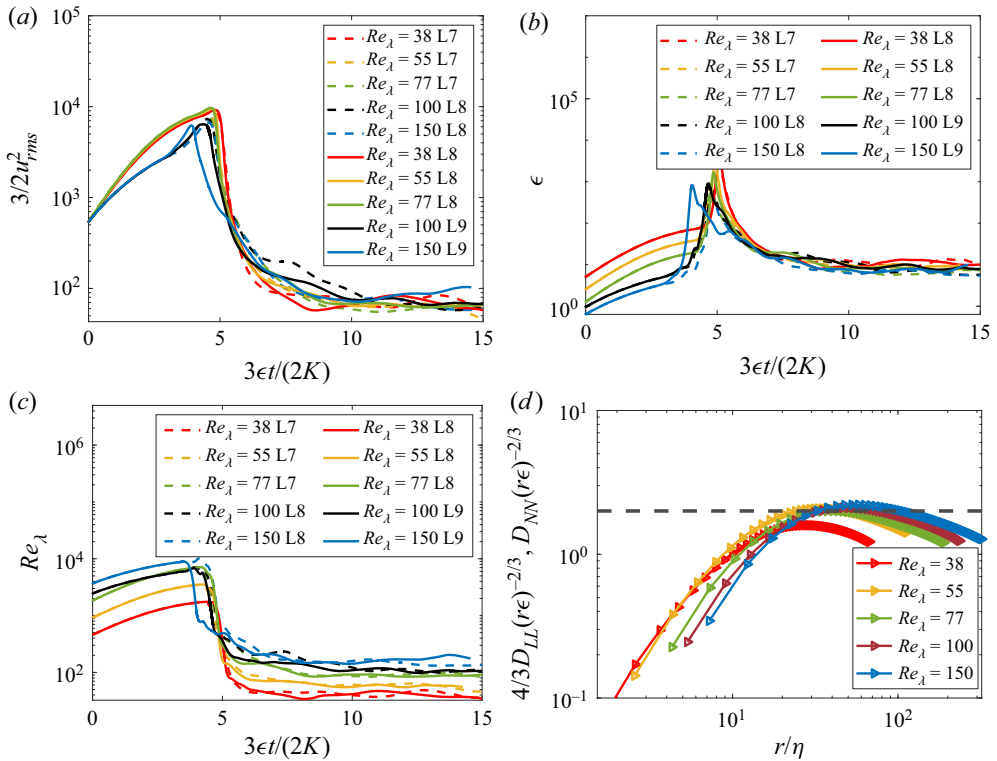 (a)
10^5
10^4
10^3
10^2
3/2u^2_{rms}
0 5 10 15
3ϵt/(2K)
Re_λ = 38 L7
Re_λ = 55 L7
Re_λ = 77 L7
Re_λ = 100 L8
Re_λ = 150 L8
Re_λ = 38 L8
Re_λ = 55 L8
Re_λ = 77 L8
Re_λ = 100 L9
Re_λ = 150 L9
(b)
10^5
10^0
ϵ
0 5 10 15
3ϵt/(2K)
Re_λ = 38 L7 Re_λ = 38 L8
Re_λ = 55 L7 Re_λ = 55 L8
Re_λ = 77 L7 Re_λ = 77 L8
Re_λ = 100 L8 Re_λ = 100 L9
Re_λ = 150 L8 Re_λ = 150 L9
(c)
10^6
10^4
10^2
Re_λ
0 5 10 15
3ϵt/(2K)
Re_λ = 38 L7 Re_λ = 38 L8
Re_λ = 55 L7 Re_λ = 55 L8
Re_λ = 77 L7 Re_λ = 77 L8
Re_λ = 100 L8 Re_λ = 100 L9
Re_λ = 150 L8 Re_λ = 150 L9
(d)
10^1
10^0
10^{-1}
4/3D_{LL}(rϵ)^{-2/3}, D_{NN}(rϵ)^{-2/3}
10^1 10^2
r/η
Re_λ = 38
Re_λ = 55
Re_λ = 77
Re_λ = 100
Re_λ = 150